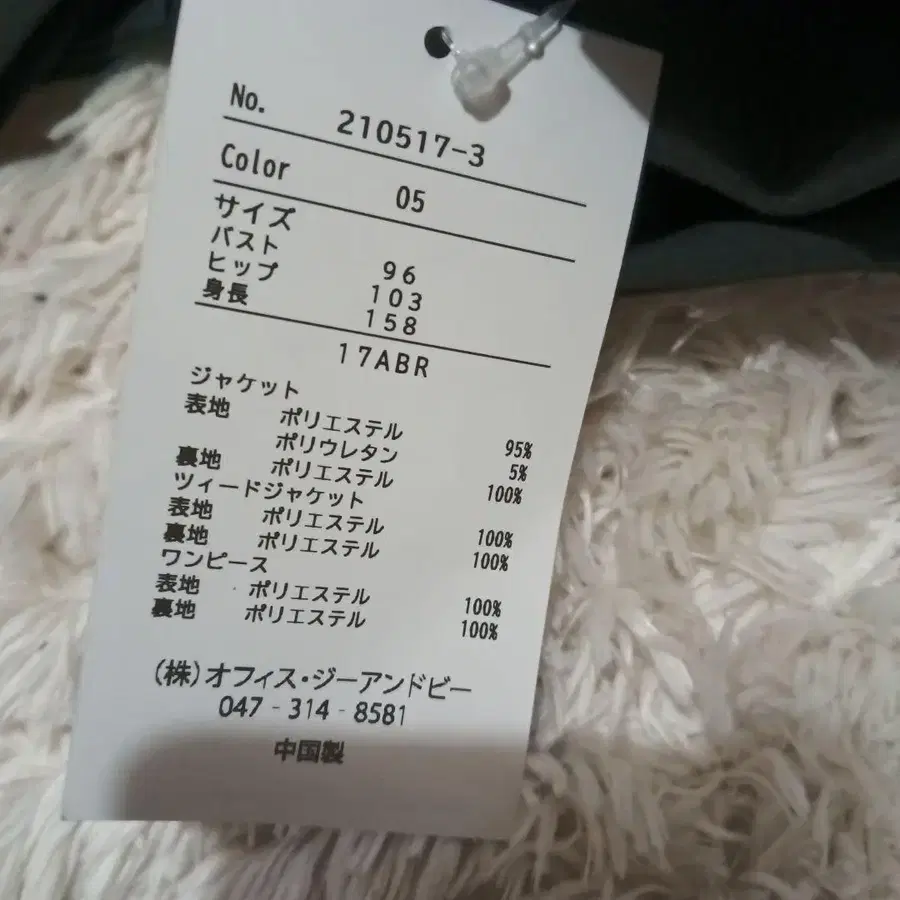 No. 210517-3
Color 05
サイズ
バスト 96
ヒップ 103
身長 158
17ABR
ジャケット
表地 ポリエステル 95%
ポリウレタン 5%
裏地 ポリエステル 100%
ツィードジャケット
表地 ポリエステル 100%
裏地 ポリエステル 100%
ワンピース
表地 ポリエステル 100%
裏地 ポリエステル 100%
(株)オフィス・ジーアンドビー
047-314-8581
中国製